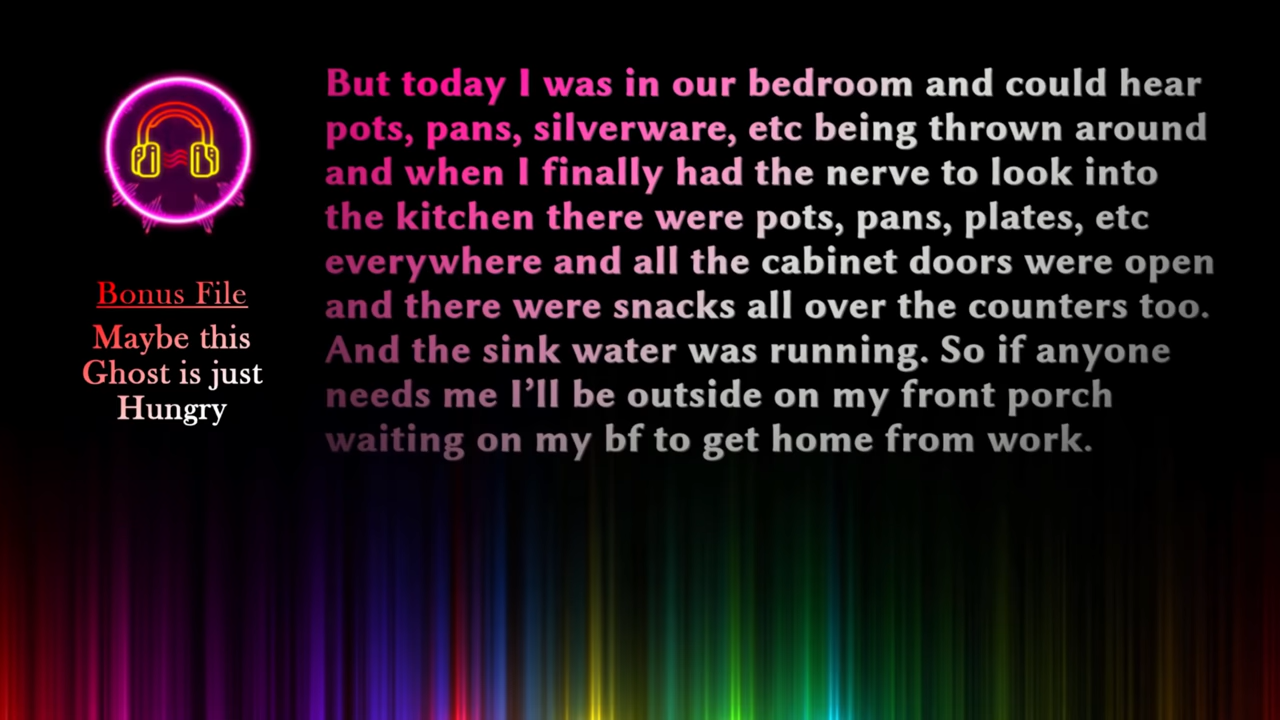 Bonus File
Maybe this
Ghost is just
Hungry
But today I was in our bedroom and could hear
pots, pans, silverware, etc being thrown around
and when I finally had the nerve to look into
the kitchen there were pots, pans, plates, etc
everywhere and all the cabinet doors were open
and there were snacks all over the counters too.
And the sink water was running. So if anyone
needs me I’ll be outside on my front porch
waiting on my bf to get home from work.